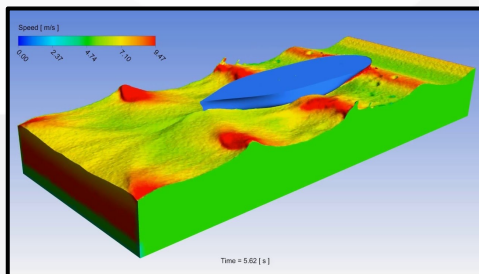 Speed [ m/s ]
0.00 2.37 4.74 7.10 9.47
Time = 5.62 [ s ]